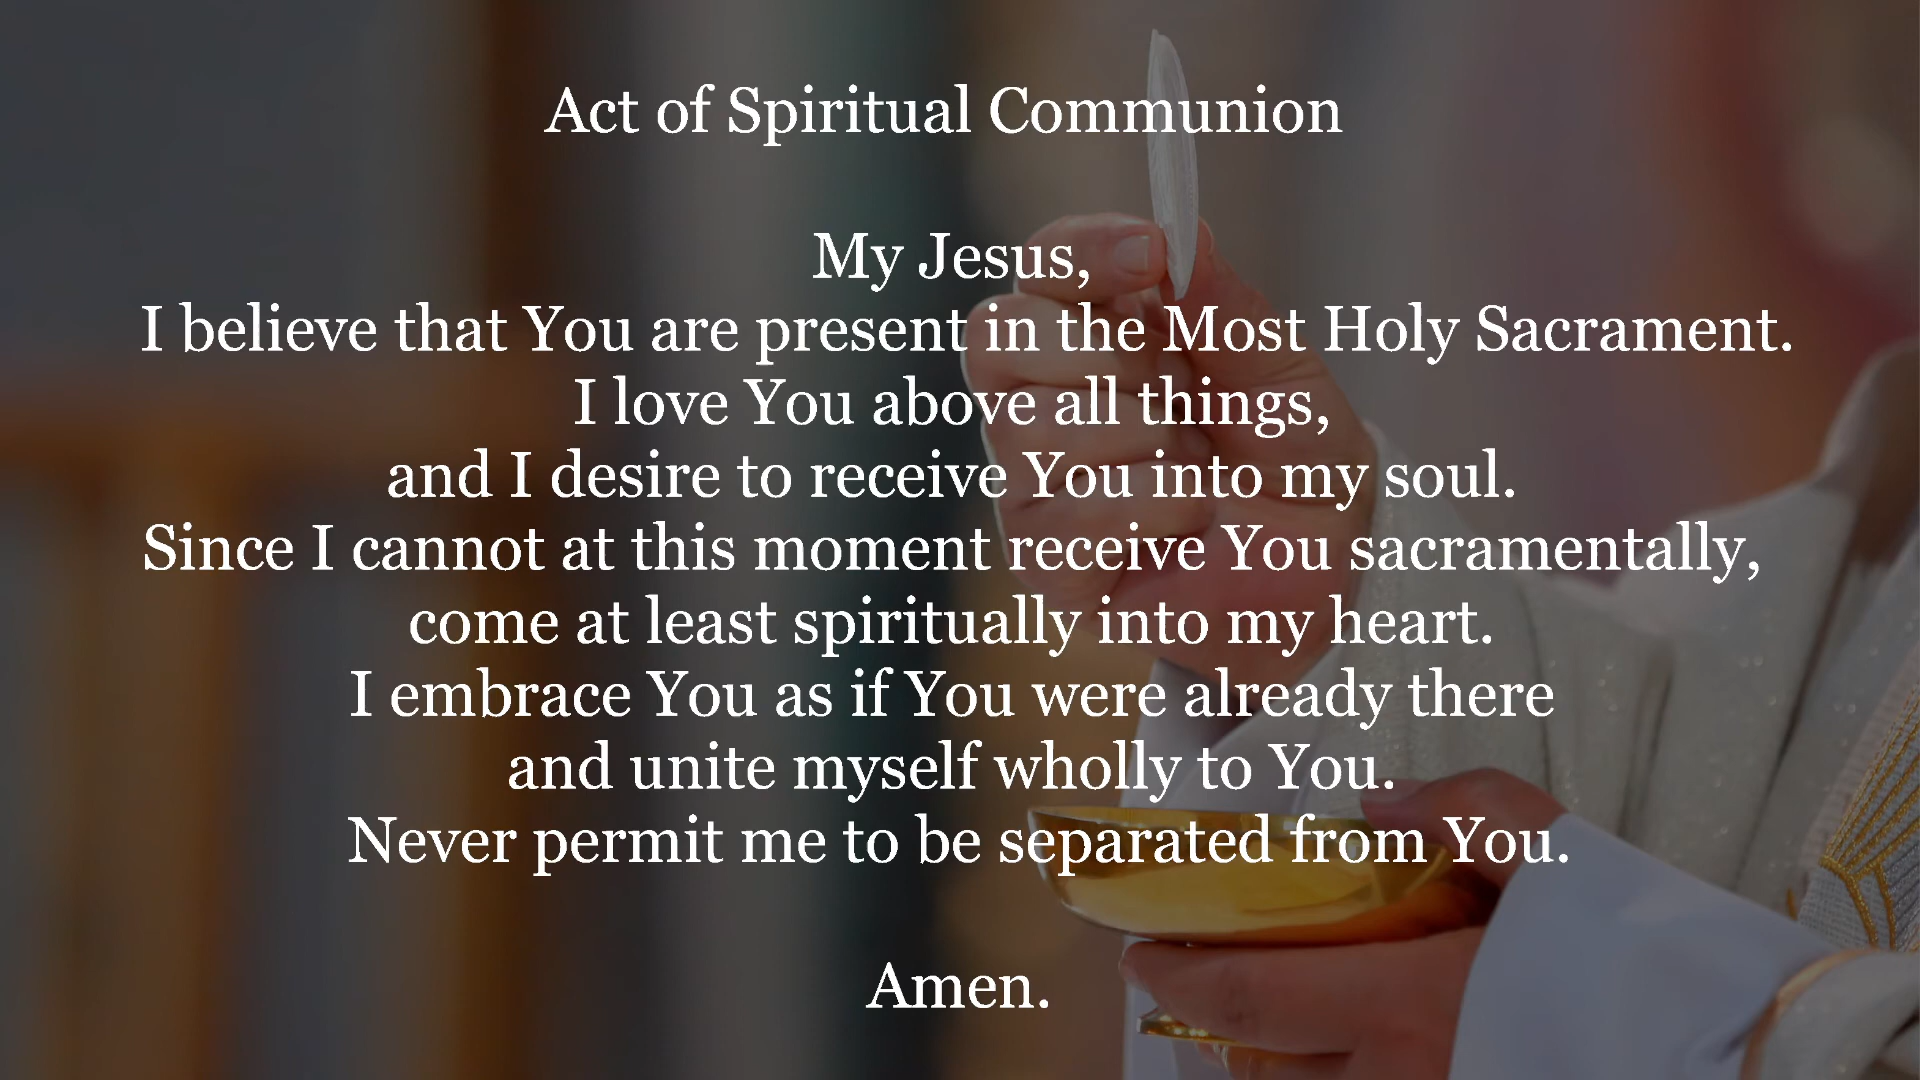 Act of Spiritual Communion
My Jesus,
I believe that You are present in the Most Holy Sacrament.
I love You above all things,
and I desire to receive You into my soul.
Since I cannot at this moment receive You sacramentally,
come at least spiritually into my heart.
I embrace You as if You were already there
and unite myself wholly to You.
Never permit me to be separated from You.
Amen.